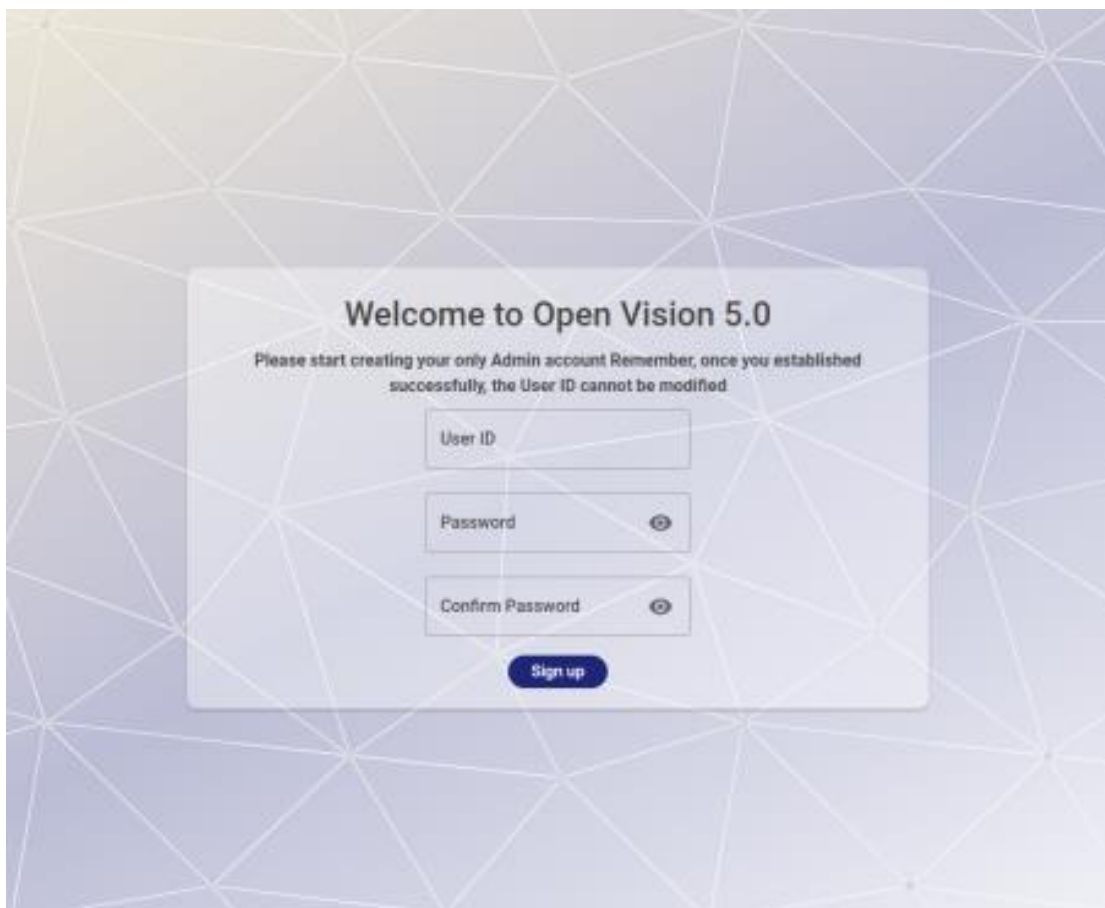 Welcome to Open Vision 5.0
Please start creating your only Admin account Remember, once you established
successfully, the User ID cannot be modified
User ID
Password
Confirm Password
Sign up